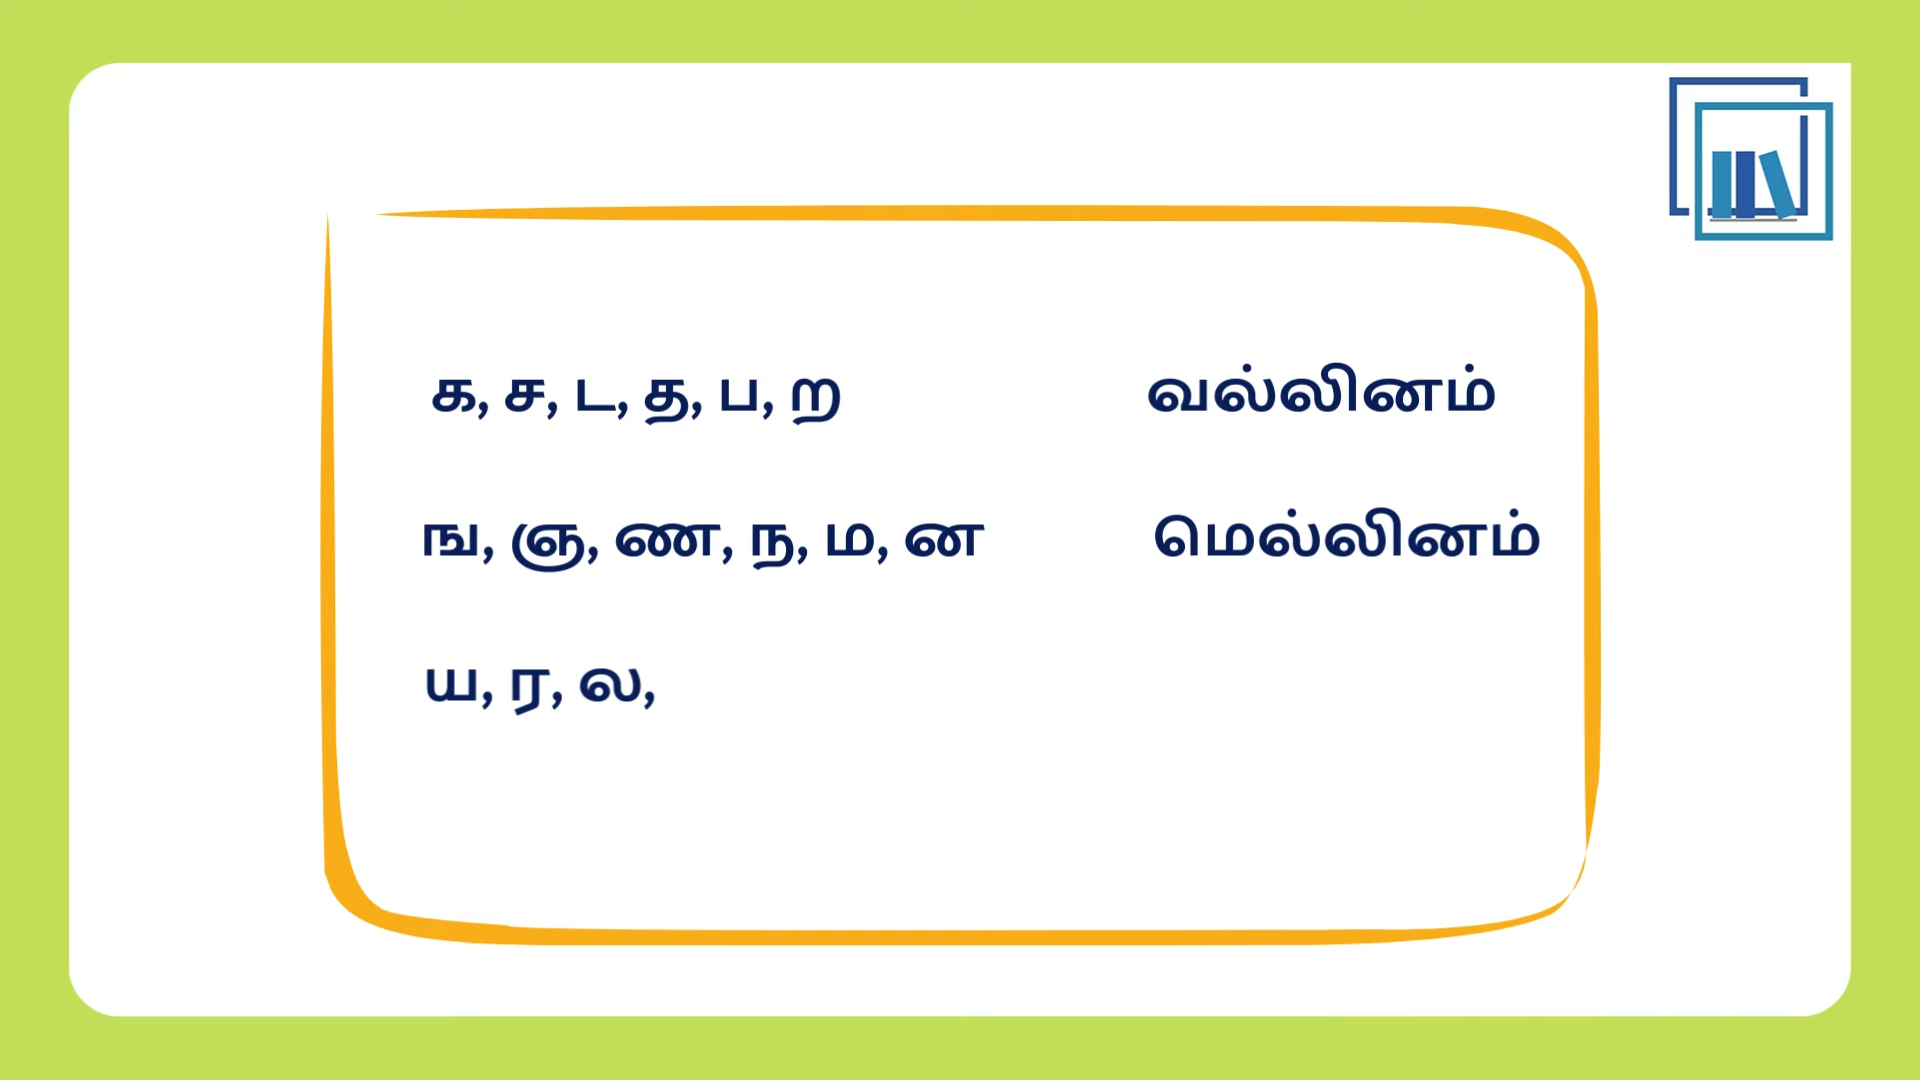 க, ச, ட, த, ப, ற வல்லினம்
ங, ஞ, ண, ந, ம, ன மெல்லினம்
ய, ர, ல,